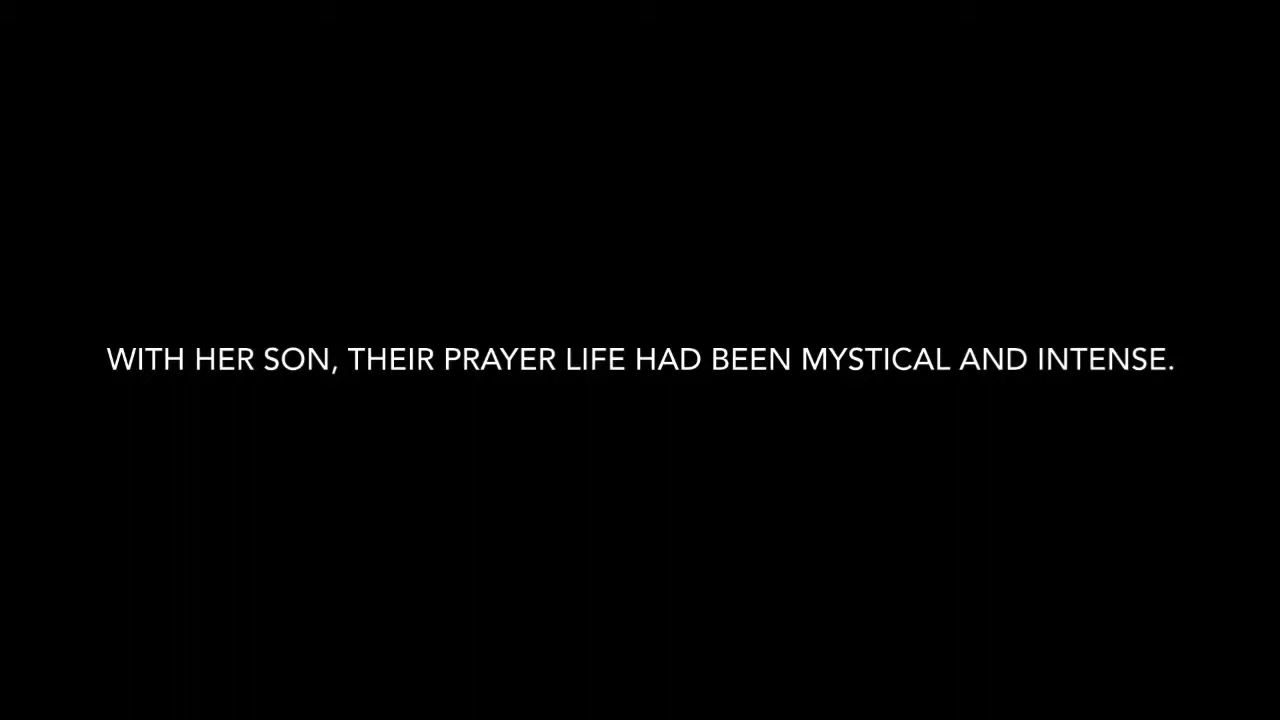 WITH HER SON, THEIR PRAYER LIFE HAD BEEN MYSTICAL AND INTENSE.